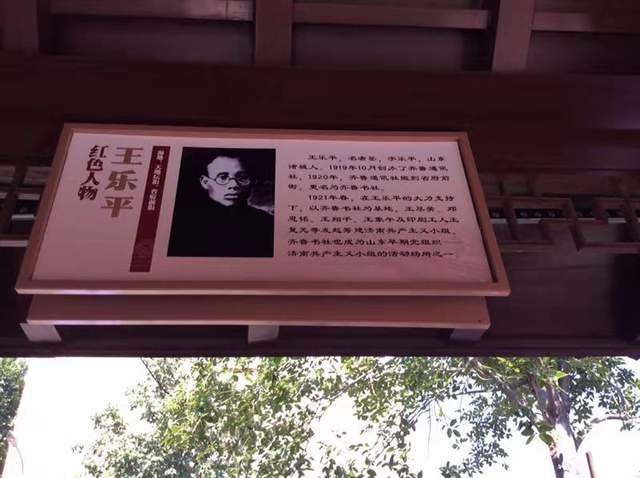 红色人物
王乐平
王乐平，名者塾，字乐平，山东
诸城人。1919年10月创办了齐鲁通讯
社，1920年，齐鲁通讯社搬到省府前
街，更名为齐鲁书社。
1921年春，在王乐平的大力支持
下，以齐鲁书社为基地，王尽美、邓
恩铭、王翔千、王象午及印刷工人王
复元等发起筹建济南共产主义小组，
齐鲁书社也成为山东早期党组织——
济南共产主义小组的活动场所之一